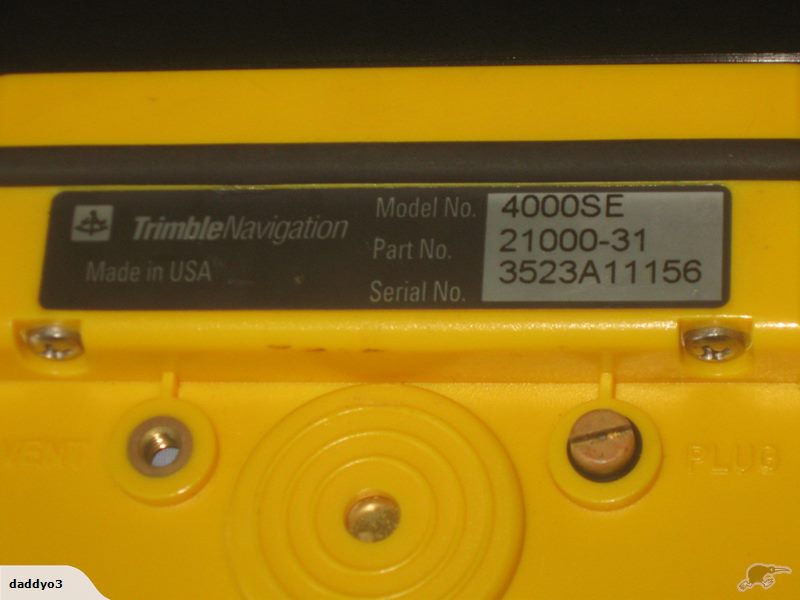 TrimbleNavigation
Made in USA
Model No. 4000SE
Part No. 21000-31
Serial No. 3523A11156
VENT
PLUG
daddyo3